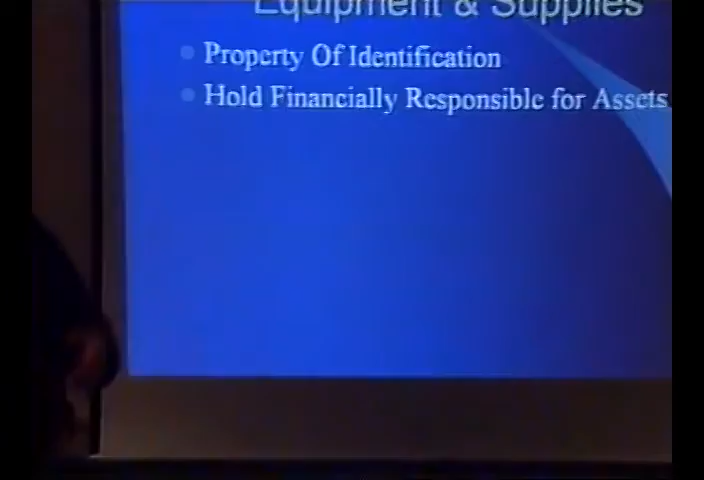 Equipment & Supplies
Property Of Identification
Hold Financially Responsible for Assets